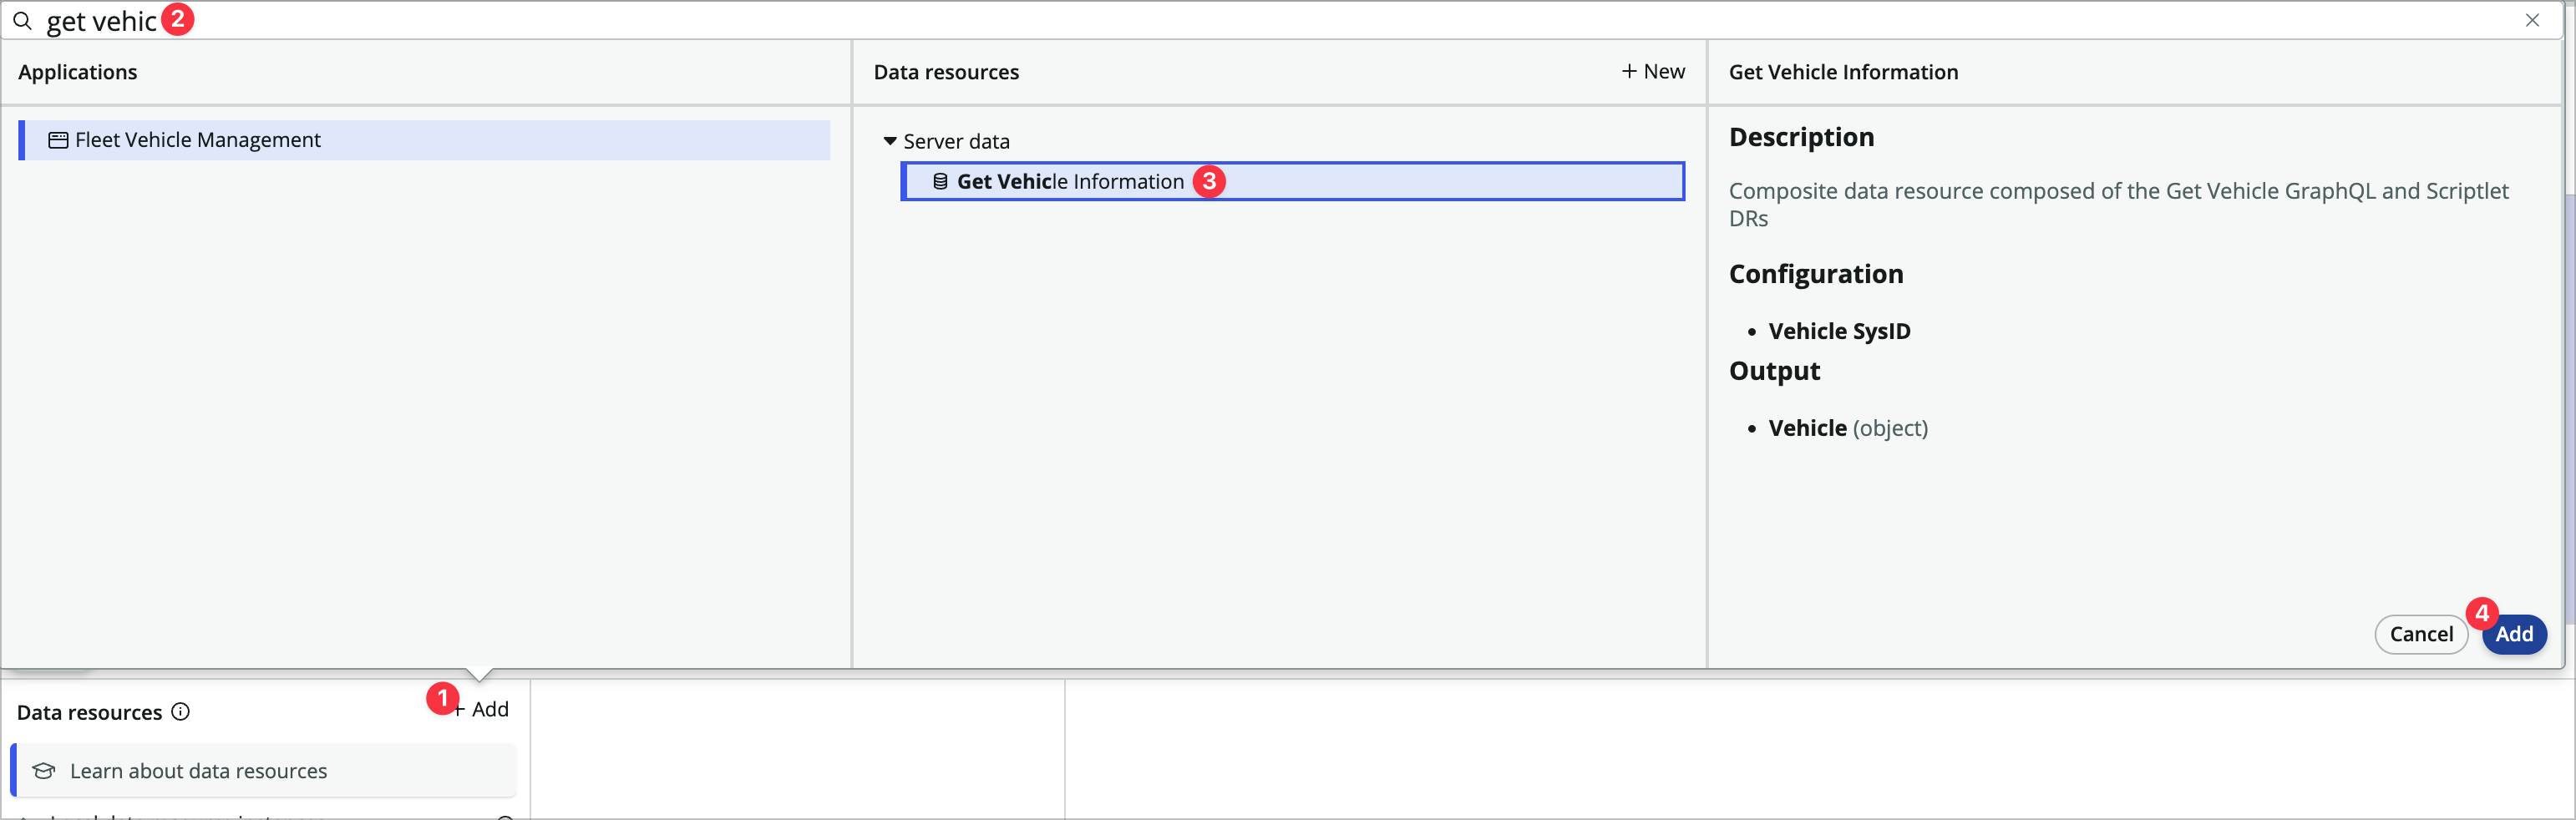 get vehic 2
Applications
Data resources
+ New
Get Vehicle Information
Fleet Vehicle Management
Server data
Get Vehicle Information 3
Description
Composite data resource composed of the Get Vehicle GraphQL and Scriptlet
DRs
Configuration
• Vehicle SysID
Output
• Vehicle (object)
Cancel
4
Add
Data resources
1
+ Add
Learn about data resources